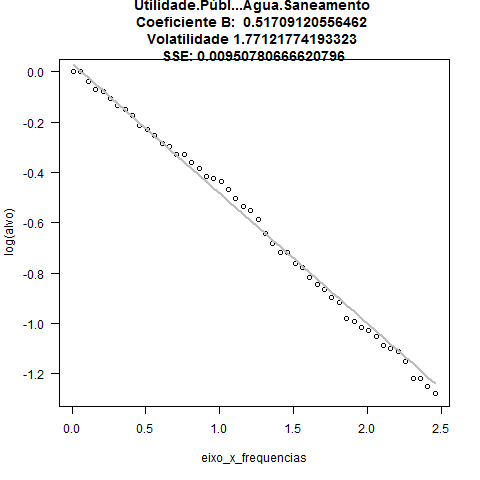 Utilidade.Públ...Água.Saneamento
Coeficiente B:  0.51709120556462
Volatilidade 1.77121774193323
SSE: 0.00950780666620796
0.0
-0.2
-0.4
-0.6
-0.8
-1.0
-1.2
log(alvo)
0.0
0.5
1.0
1.5
2.0
2.5
eixo_x_frequencias